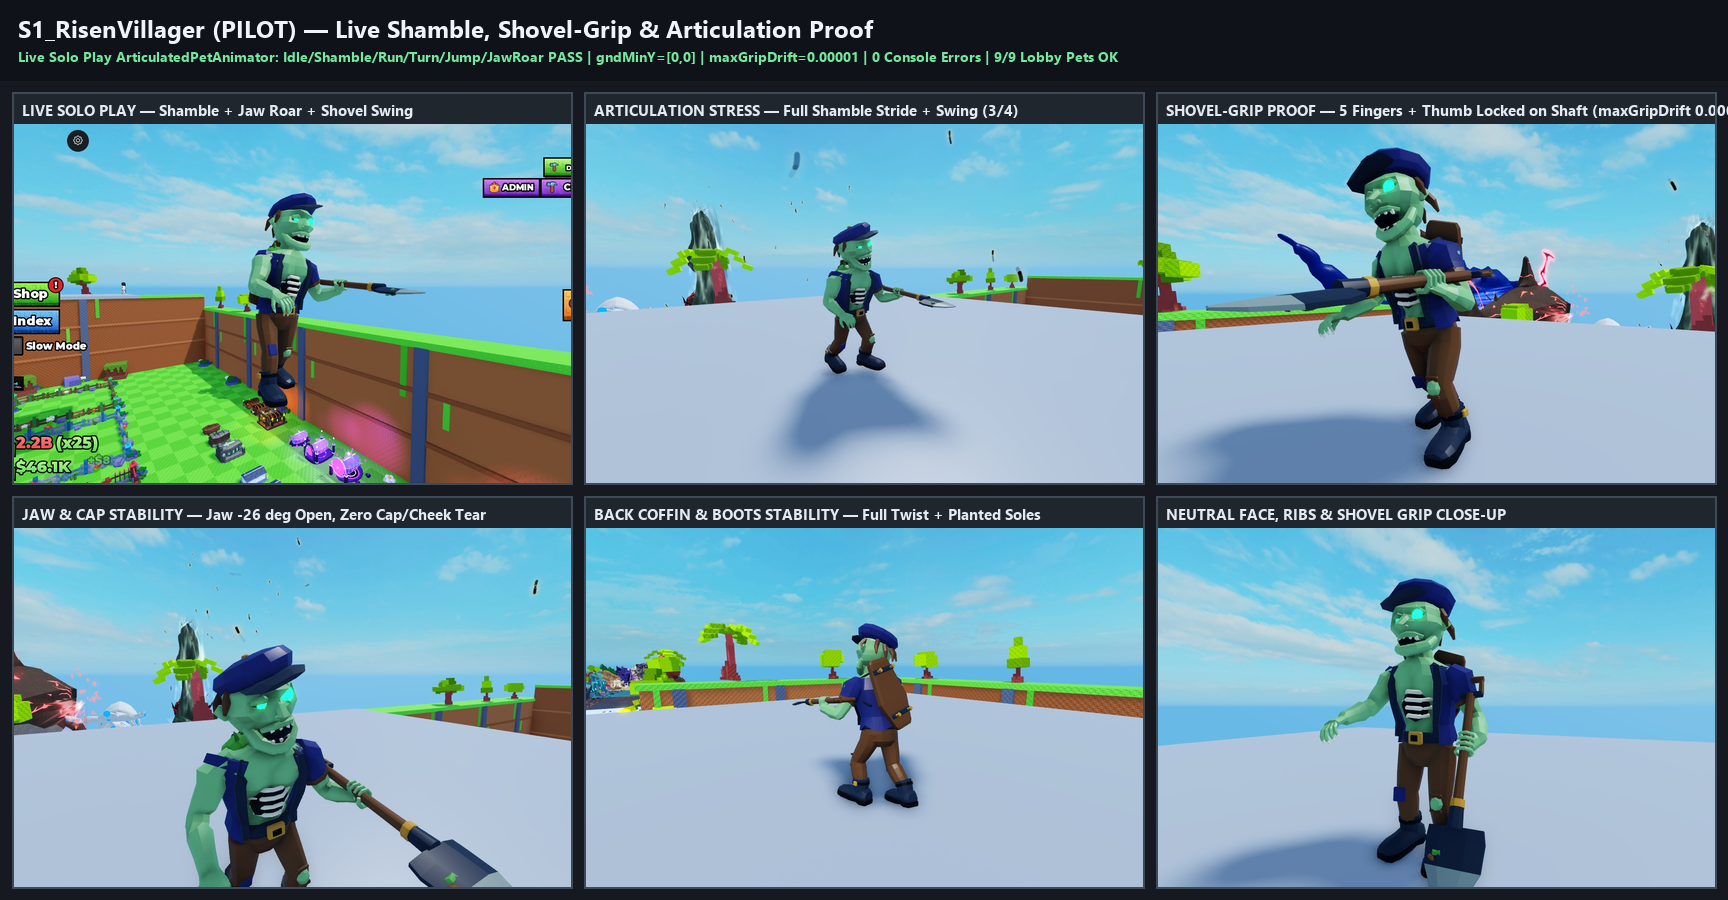 S1_RisenVillager (PILOT) — Live Shamble, Shovel-Grip & Articulation Proof
Live Solo Play ArticulatedPetAnimator: Idle/Shamble/Run/Turn/Jump/JawRoar PASS | gndMinY=[0,0] | maxGripDrift=0.00001 | 0 Console Errors | 9/9 Lobby Pets OK
LIVE SOLO PLAY — Shamble + Jaw Roar + Shovel Swing
ARTICULATION STRESS — Full Shamble Stride + Swing (3/4)
SHOVEL-GRIP PROOF — 5 Fingers + Thumb Locked on Shaft (maxGripDrift 0.00
ADMIN
Shop
!
Index
Slow Mode
2.2B (x25)
$46.1K
JAW & CAP STABILITY — Jaw -26 deg Open, Zero Cap/Cheek Tear
BACK COFFIN & BOOTS STABILITY — Full Twist + Planted Soles
NEUTRAL FACE, RIBS & SHOVEL GRIP CLOSE-UP